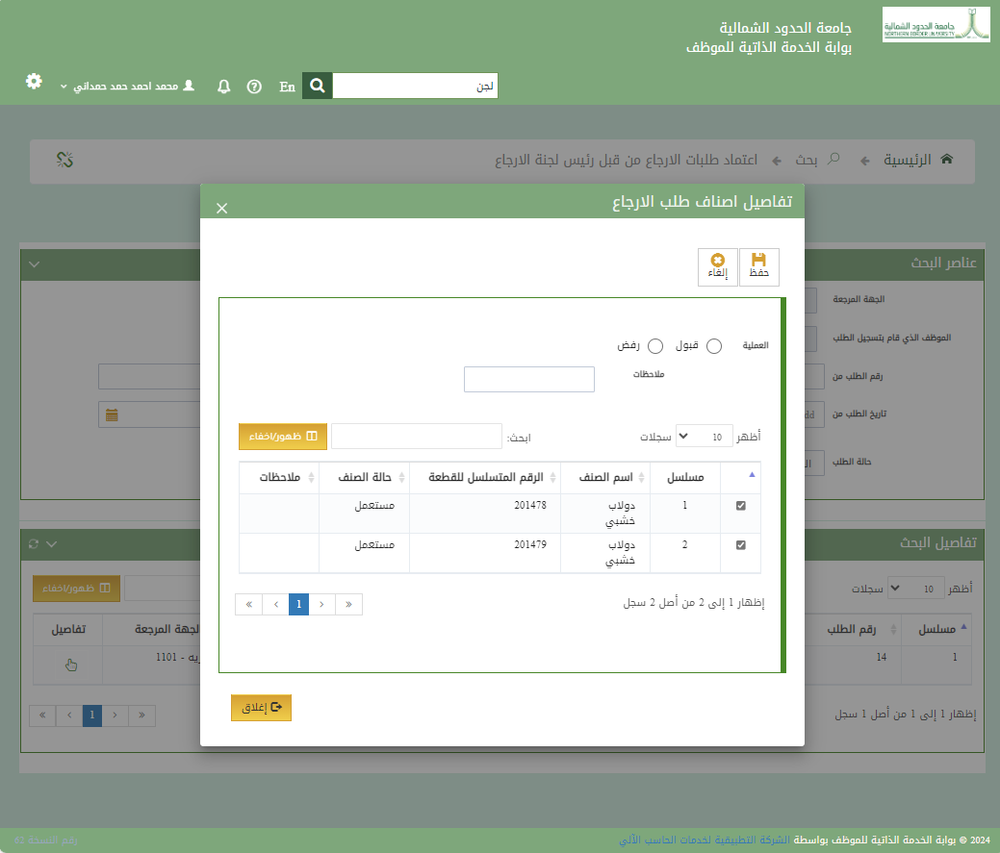 جامعة الحدود الشمالية
NORTHERN BORDER UNIVERSITY
جامعة الحدود الشمالية
بوابة الخدمة الذاتية للموظف
لجن
En
محمد احمد حمد حمداني
الرئيسية
بحث
اعتماد طلبات الارجاع من قبل رئيس لجنة الارجاع
تفاصيل اصناف طلب الارجاع
حفظ
إلغاء
العملية قبول رفض
ملاحظات
أظهر 10 سجلات
ابحث:
ظهور/اخفاء
مسلسل اسم الصنف الرقم المتسلسل للقطعة حالة الصنف ملاحظات
1 دولاب خشبي 201478 مستعمل
2 دولاب خشبي 201479 مستعمل
إظهار 1 إلى 2 من أصل 2 سجل
» › 1 ‹ «
إغلاق
عناصر البحث
الجهة المرجعة
الموظف الذي قام بتسجيل الطلب
رقم الطلب من
تاريخ الطلب من
dd
حالة الطلب
تفاصيل البحث
أظهر 10 سجلات
ظهور/اخفاء
مسلسل رقم الطلب لجهة المرجعة تفاصيل
1 14 يه - 1101
إظهار 1 إلى 1 من أصل 1 سجل
» › 1 ‹ «
2024 © بوابة الخدمة الذاتية للموظف بواسطة الشركة التطبيقية لخدمات الحاسب الآلي
رقم النسخة 82